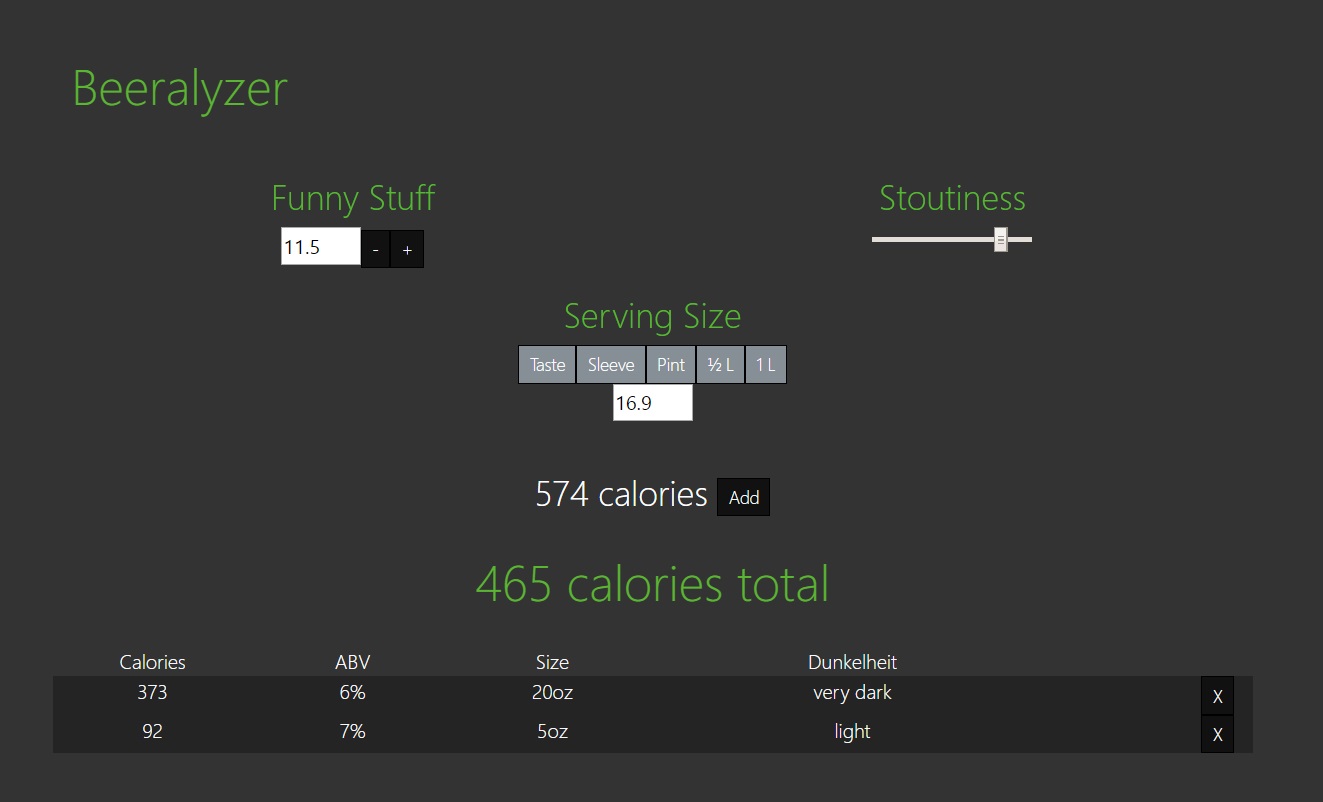 Beeralyzer
Funny Stuff Stoutiness
11.5 - +
Serving Size
Taste Sleeve Pint ½ L 1 L
16.9
574 calories Add
465 calories total
Calories ABV Size Dunkelheit
373 6% 20oz very dark X
92 7% 5oz light X